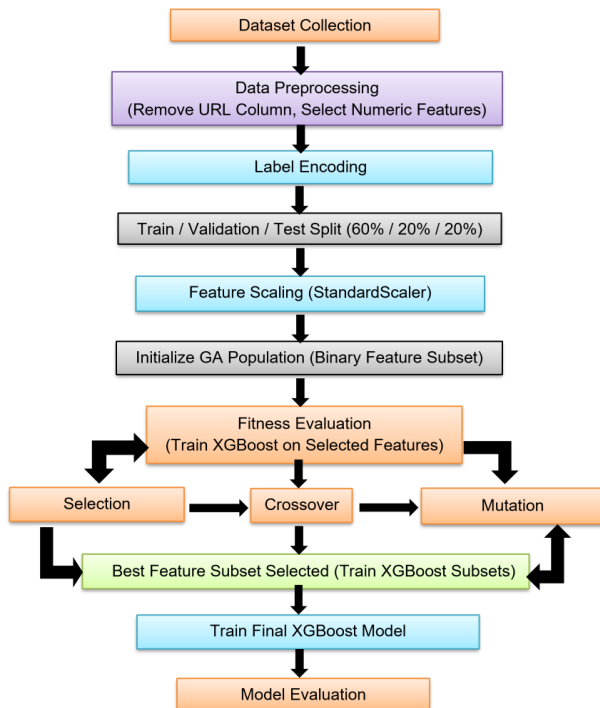 Dataset Collection
Data Preprocessing
(Remove URL Column, Select Numeric Features)
Label Encoding
Train / Validation / Test Split (60% / 20% / 20%)
Feature Scaling (StandardScaler)
Initialize GA Population (Binary Feature Subset)
Fitness Evaluation
(Train XGBoost on Selected Features)
Selection
Crossover
Mutation
Best Feature Subset Selected (Train XGBoost Subsets)
Train Final XGBoost Model
Model Evaluation